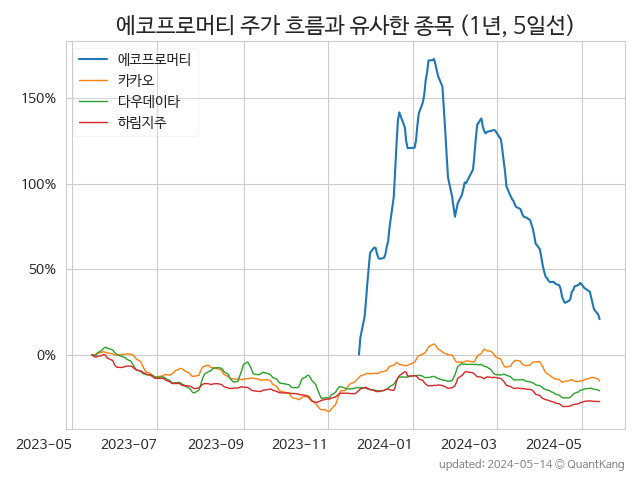 에코프로머티 주가 흐름과 유사한 종목 (1년, 5일선)
에코프로머티
카카오
다우데이타
하림지주
150%
100%
50%
0%
2023-05 2023-07 2023-09 2023-11 2024-01 2024-03 2024-05
updated: 2024-05-14 © QuantKang